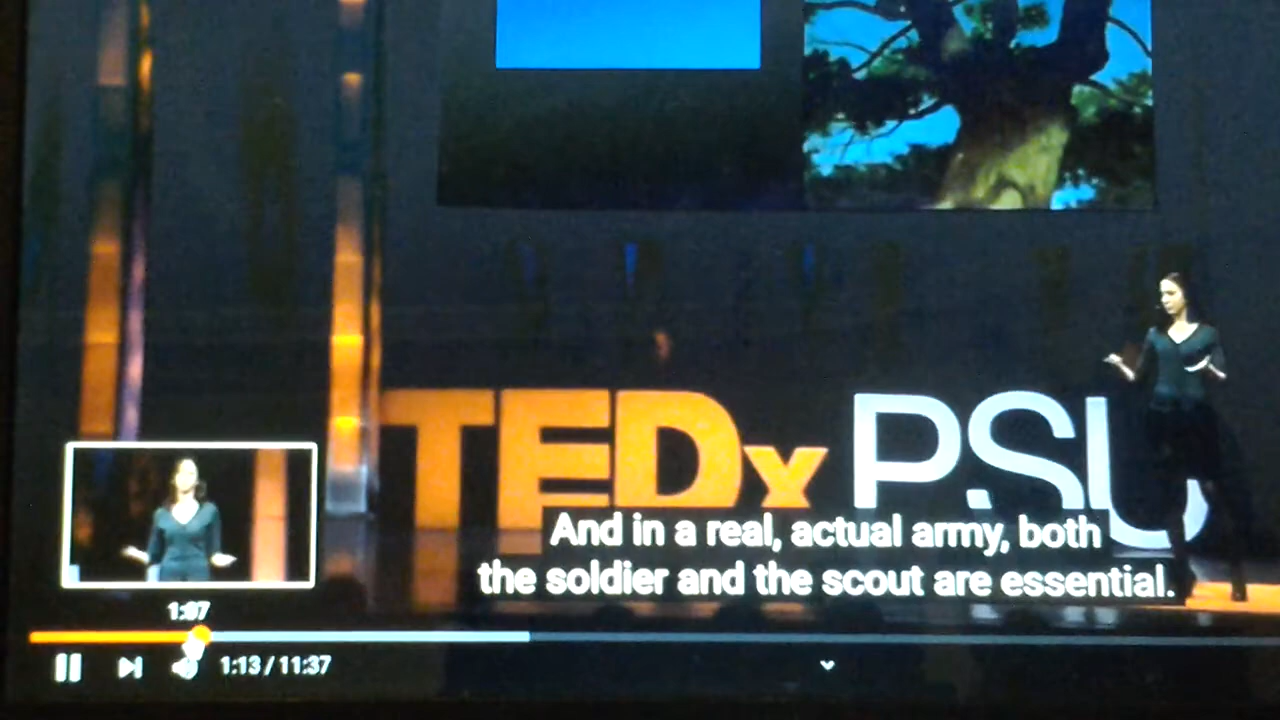 TEDx PSU
And in a real, actual army, both
the soldier and the scout are essential.
1:07
1:13 / 11:37